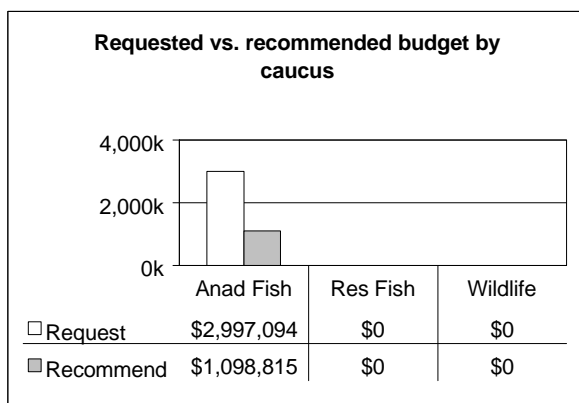 Requested vs. recommended budget by
caucus
4,000k
2,000k
0k
Anad Fish Res Fish Wildlife
Request $2,997,094 $0 $0
Recommend $1,098,815 $0 $0